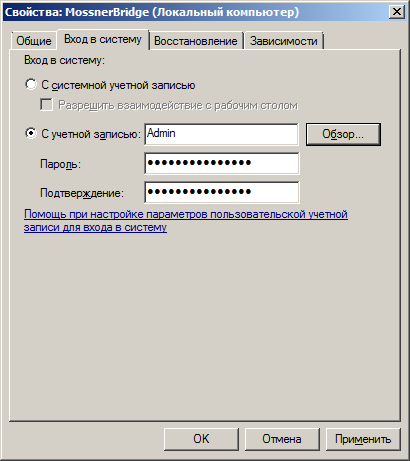 Свойства: MossnerBridge (Локальный компьютер)
Общие Вход в систему Восстановление Зависимости
Вход в систему:
С системной учетной записью
Разрешить взаимодействие с рабочим столом
С учетной записью: Admin Обзор...
Пароль: ●●●●●●●●●●●●●●●
Подтверждение: ●●●●●●●●●●●●●●●
Помощь при настройке параметров пользовательской учетной
записи для входа в систему
OK Отмена Применить